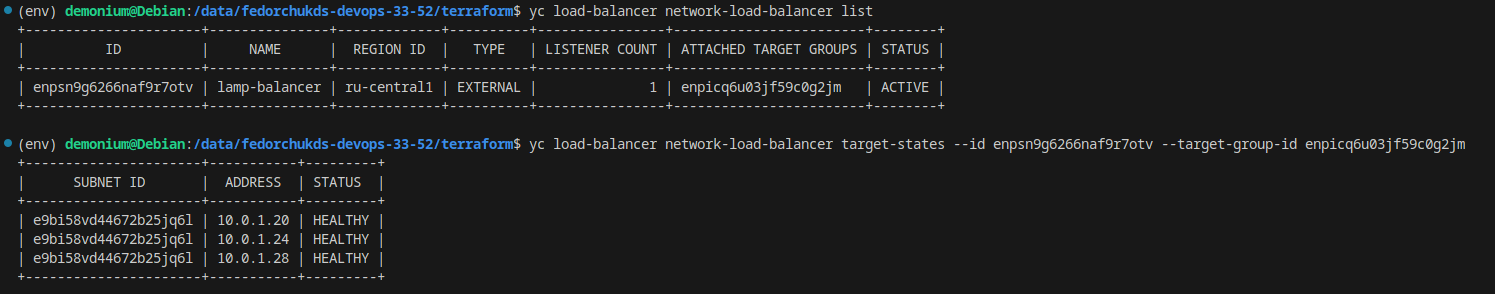 (env) demonium@Debian:/data/fedorchukds-devops-33-52/terraform$ yc load-balancer network-load-balancer list
+----------------------+---------------+-------------+----------+----------------+------------------------+--------+
|          ID          |     NAME      |  REGION ID  |   TYPE   | LISTENER COUNT | ATTACHED TARGET GROUPS | STATUS |
+----------------------+---------------+-------------+----------+----------------+------------------------+--------+
| enpsn9g6266naf9r7otv | lamp-balancer | ru-central1 | EXTERNAL |              1 | enpicq6u03jf59c0g2jm   | ACTIVE |
+----------------------+---------------+-------------+----------+----------------+------------------------+--------+
(env) demonium@Debian:/data/fedorchukds-devops-33-52/terraform$ yc load-balancer network-load-balancer target-states --id enpsn9g6266naf9r7otv --target-group-id enpicq6u03jf59c0g2jm
+----------------------+-----------+---------+
|      SUBNET ID       |  ADDRESS  | STATUS  |
+----------------------+-----------+---------+
| e9bi58vd44672b25jq6l | 10.0.1.20 | HEALTHY |
| e9bi58vd44672b25jq6l | 10.0.1.24 | HEALTHY |
| e9bi58vd44672b25jq6l | 10.0.1.28 | HEALTHY |
+----------------------+-----------+---------+